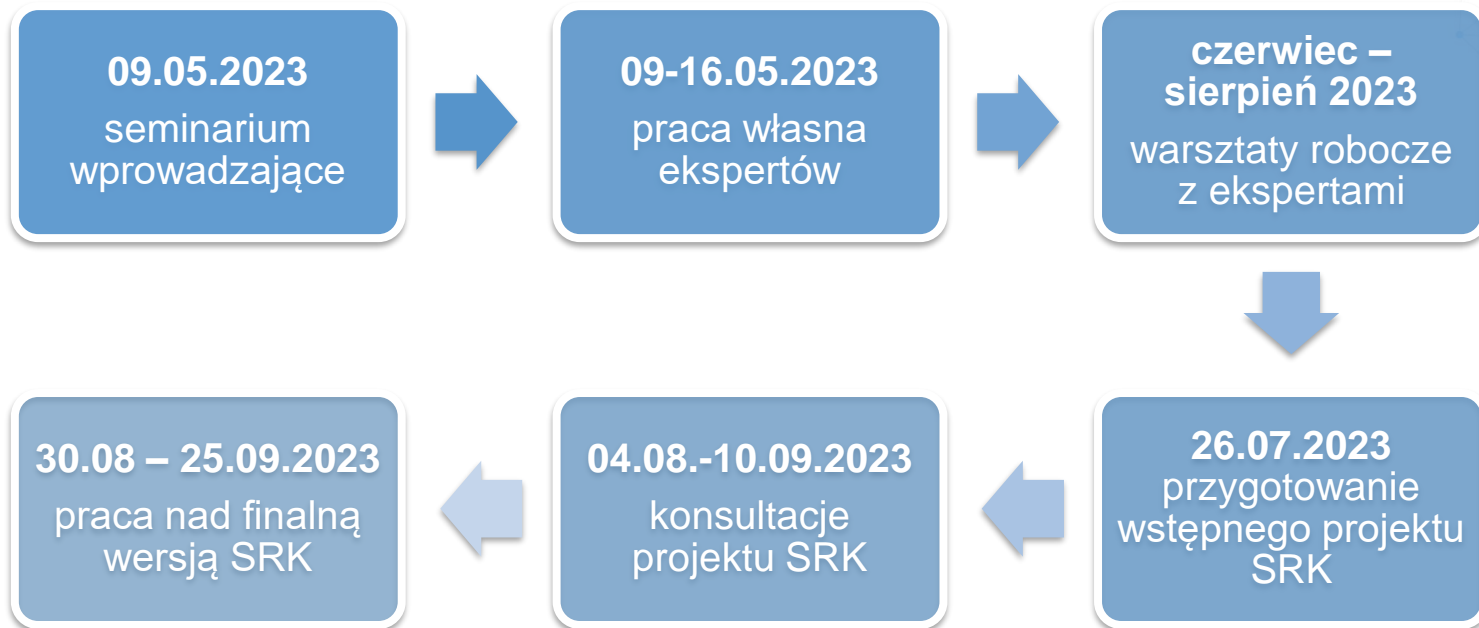 09.05.2023
seminarium
wprowadzające
09-16.05.2023
praca własna
ekspertów
czerwiec –
sierpień 2023
warsztaty robocze
z ekspertami
26.07.2023
przygotowanie
wstępnego projektu
SRK
04.08.-10.09.2023
konsultacje
projektu SRK
30.08 – 25.09.2023
praca nad finalną
wersją SRK